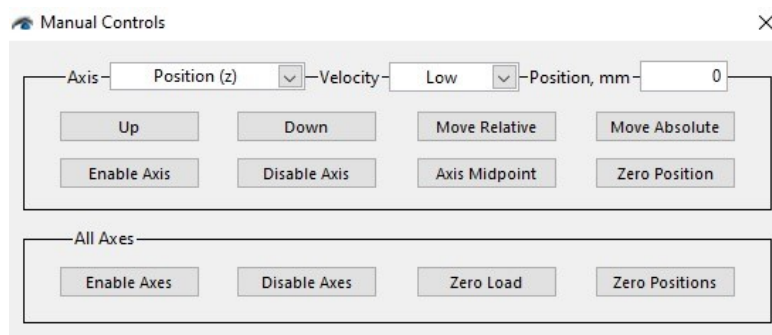 Manual Controls
Axis Position (z) Velocity Low Position, mm 0
Up Down Move Relative Move Absolute
Enable Axis Disable Axis Axis Midpoint Zero Position
All Axes
Enable Axes Disable Axes Zero Load Zero Positions